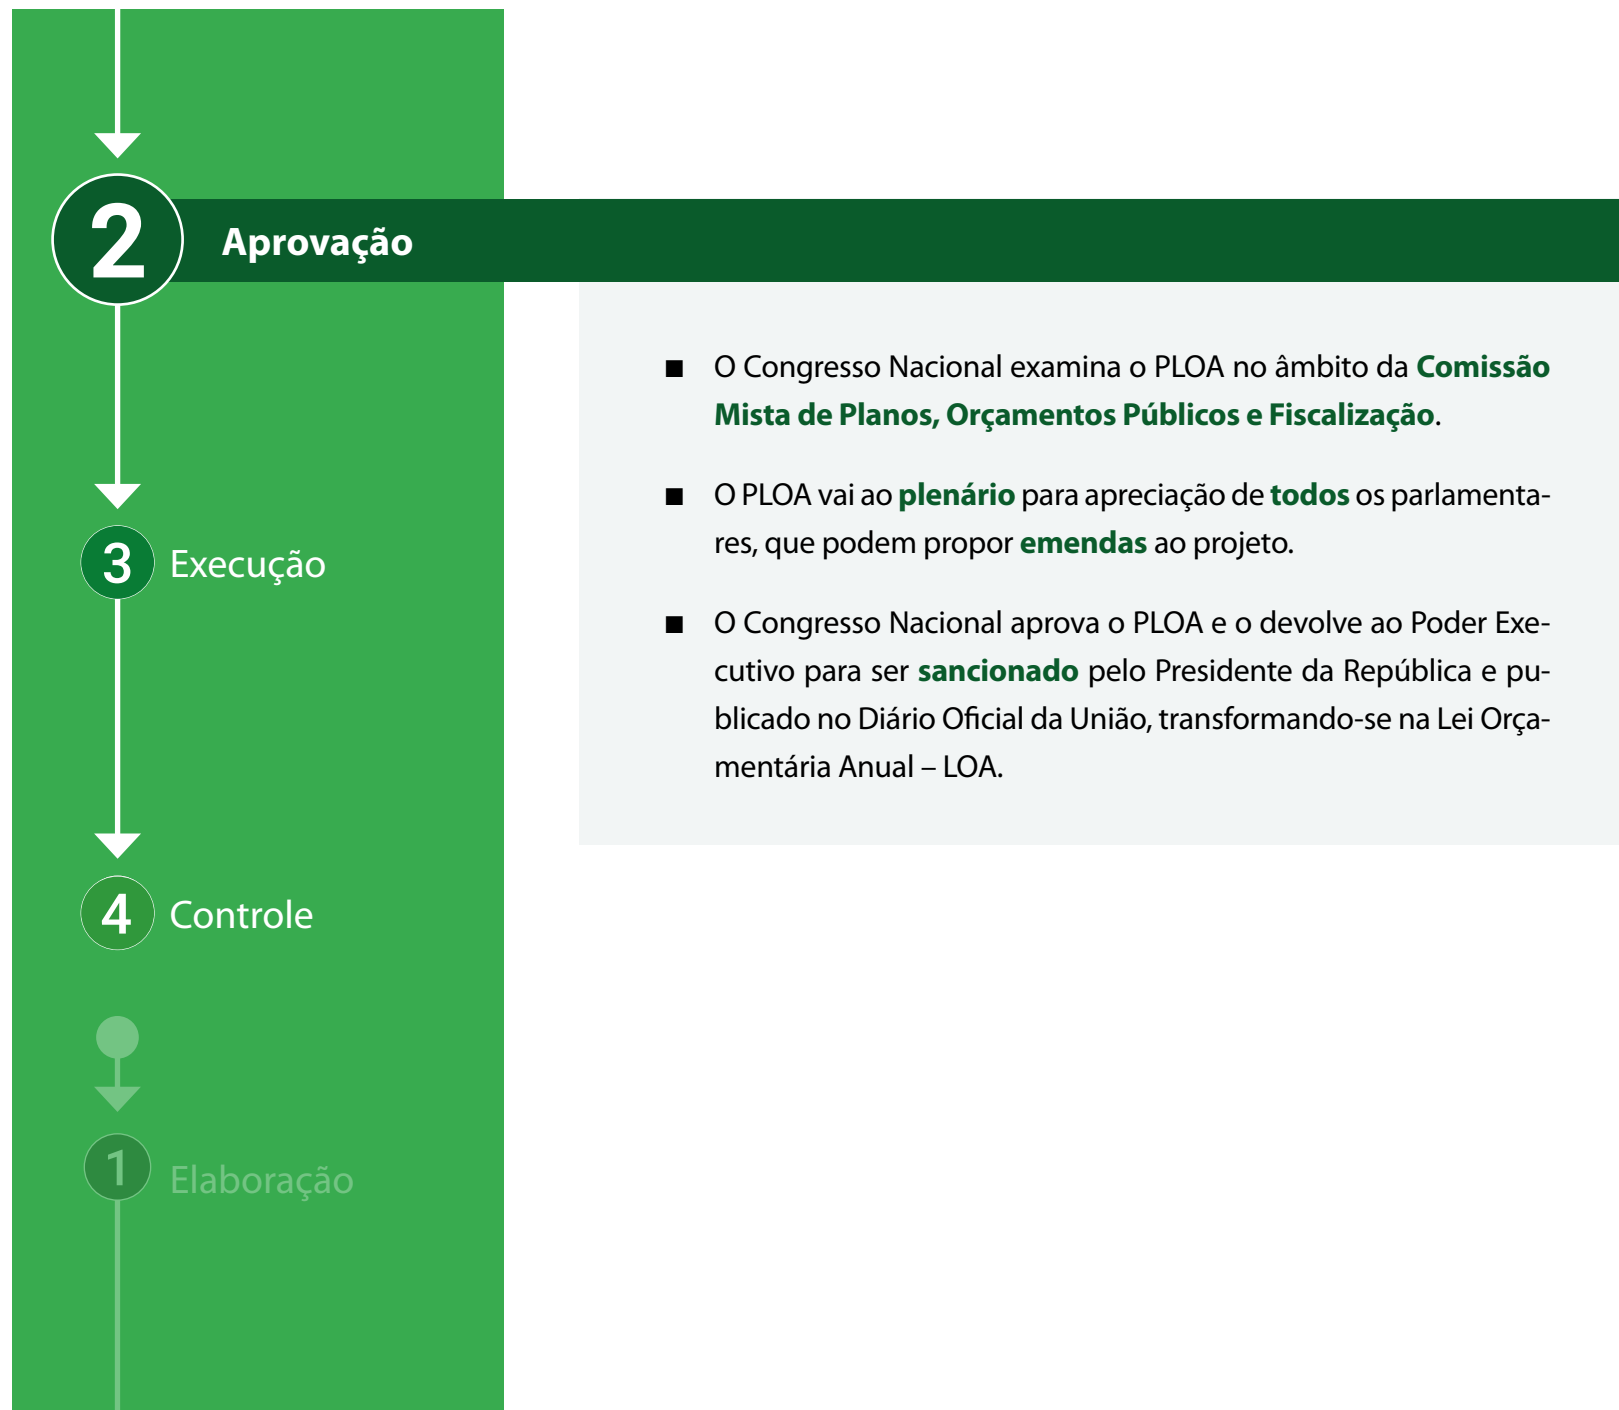 2
Aprovação
■ O Congresso Nacional examina o PLOA no âmbito da Comissão
Mista de Planos, Orçamentos Públicos e Fiscalização.
■ O PLOA vai ao plenário para apreciação de todos os parlamenta-
res, que podem propor emendas ao projeto.
■ O Congresso Nacional aprova o PLOA e o devolve ao Poder Exe-
cutivo para ser sancionado pelo Presidente da República e pu-
blicado no Diário Oficial da União, transformando-se na Lei Orça-
mentária Anual – LOA.
3 Execução
4 Controle
1 Elaboração